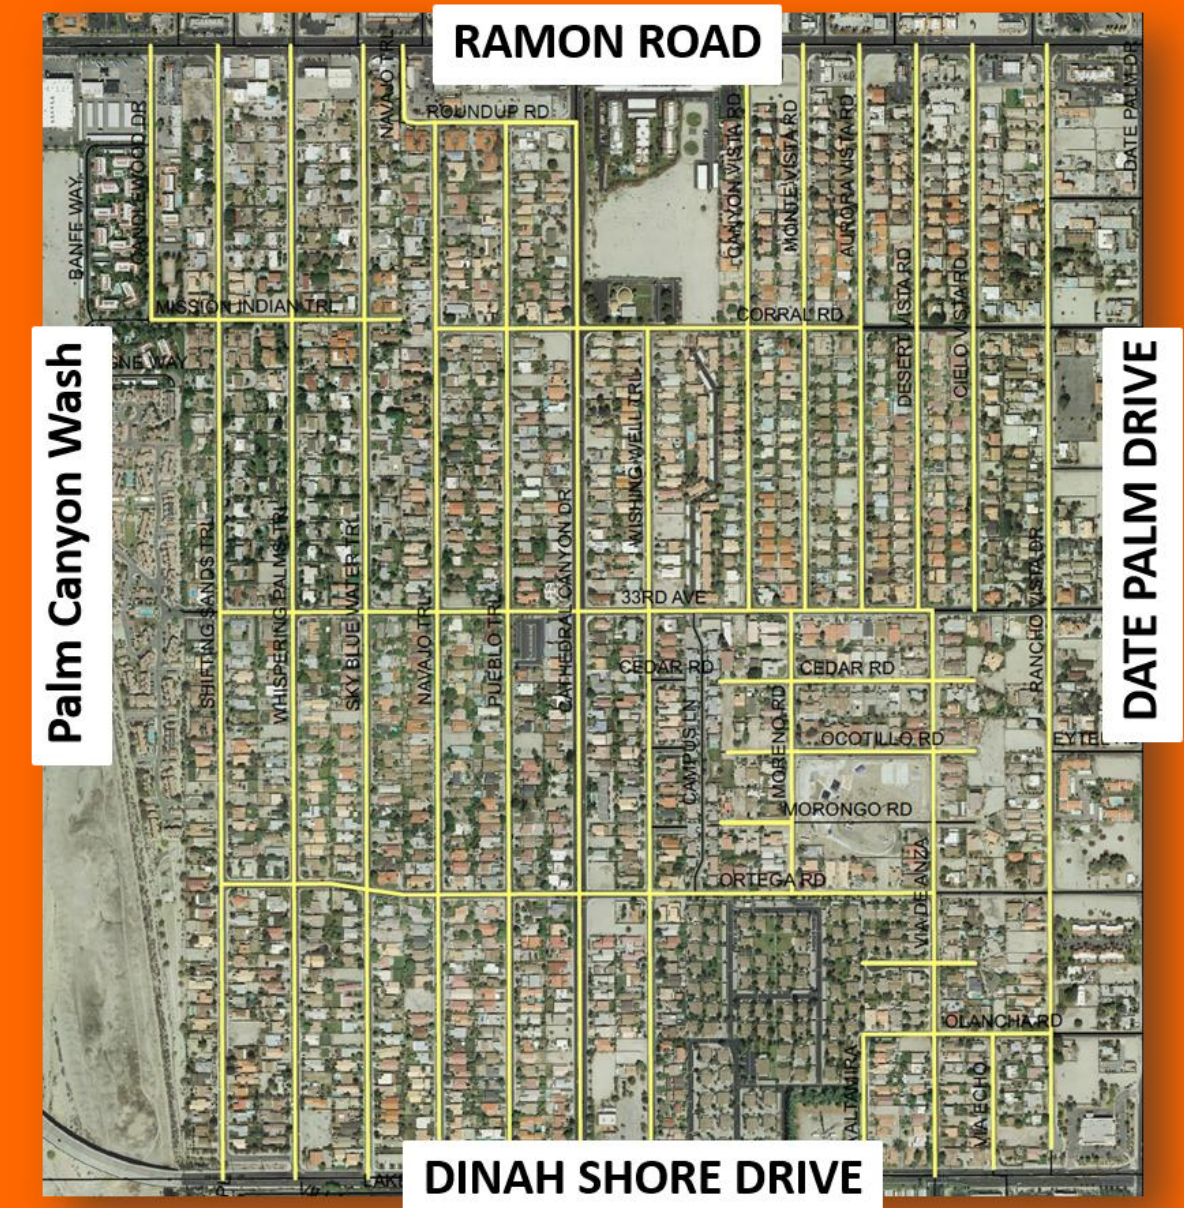 RAMON ROAD
NAVAJO TRL
ROUNDUP RD
CANDLEWOOD DR
BANFF WAY
CANYON VISTA RD
MONTE VISTA RD
AURORA VISTA RD
DATE PALM DR
MISSION INDIAN TRL
CORRAL RD
DESERT VISTA RD
CIELO VISTA RD
Palm Canyon Wash
WAY
WISHING WELL TRL
DATE PALM DRIVE
SHIFTING SANDS TRL
WHISPERING PALMS TRL
SKY BLUE WATER TRL
NAVAJO TRL
PUEBLO TRL
CATHEDRAL CANYON DR
33RD AVE
RANCHO VISTA DR
CEDAR RD
CEDAR RD
CAMPUS LN
MORENO RD
OCOTILLO RD
MORONGO RD
ORTEGA RD
VIA DE ANZA
OLANCHA RD
VIA ECHO
DINAH SHORE DRIVE